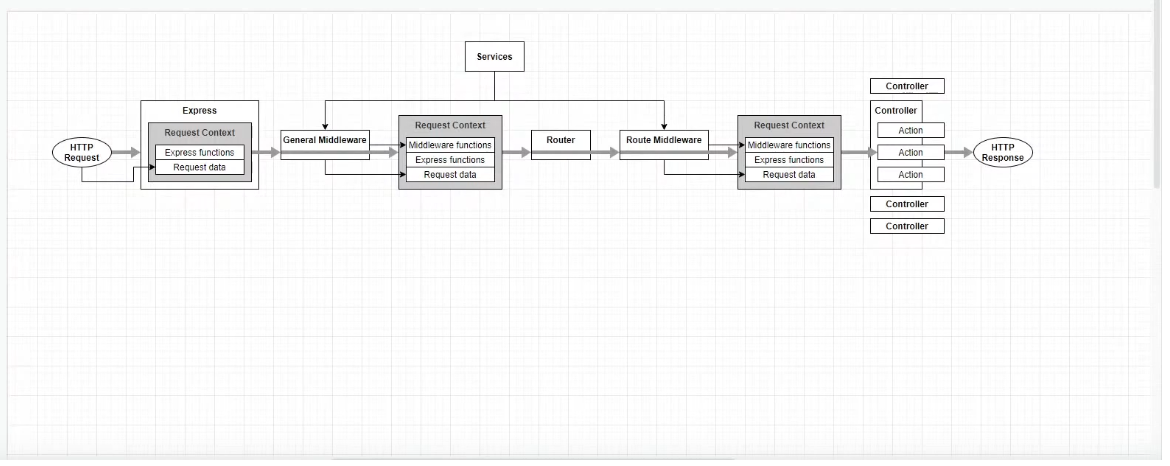 Services
HTTP
Request
Express
Request Context
Express functions
Request data
General Middleware
Request Context
Middleware functions
Express functions
Request data
Router
Route Middleware
Request Context
Middleware functions
Express functions
Request data
Controller
Controller
Action
Action
Action
Controller
Controller
HTTP
Response